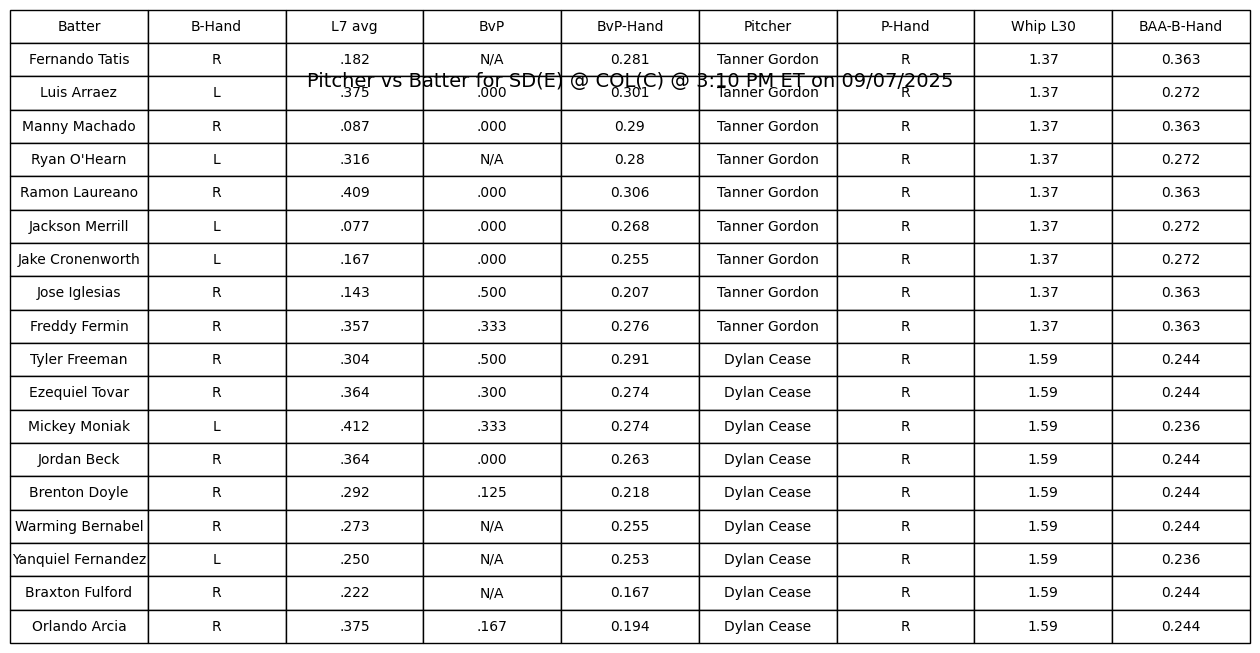 Batter B-Hand L7 avg BvP BvP-Hand Pitcher P-Hand Whip L30 BAA-B-Hand
Fernando Tatis R .182 N/A 0.281 Tanner Gordon R 1.37 0.363
Pitcher vs Batter for SD(E) @ COL(C) @ 3:10 PM ET on 09/07/2025
Luis Arraez L .375 .000 0.301 Tanner Gordon R 1.37 0.272
Manny Machado R .087 .000 0.29 Tanner Gordon R 1.37 0.363
Ryan O'Hearn L .316 N/A 0.28 Tanner Gordon R 1.37 0.272
Ramon Laureano R .409 .000 0.306 Tanner Gordon R 1.37 0.363
Jackson Merrill L .077 .000 0.268 Tanner Gordon R 1.37 0.272
Jake Cronenworth L .167 .000 0.255 Tanner Gordon R 1.37 0.272
Jose Iglesias R .143 .500 0.207 Tanner Gordon R 1.37 0.363
Freddy Fermin R .357 .333 0.276 Tanner Gordon R 1.37 0.363
Tyler Freeman R .304 .500 0.291 Dylan Cease R 1.59 0.244
Ezequiel Tovar R .364 .300 0.274 Dylan Cease R 1.59 0.244
Mickey Moniak L .412 .333 0.274 Dylan Cease R 1.59 0.236
Jordan Beck R .364 .000 0.263 Dylan Cease R 1.59 0.244
Brenton Doyle R .292 .125 0.218 Dylan Cease R 1.59 0.244
Warming Bernabel R .273 N/A 0.255 Dylan Cease R 1.59 0.244
Yanquiel Fernandez L .250 N/A 0.253 Dylan Cease R 1.59 0.236
Braxton Fulford R .222 N/A 0.167 Dylan Cease R 1.59 0.244
Orlando Arcia R .375 .167 0.194 Dylan Cease R 1.59 0.244